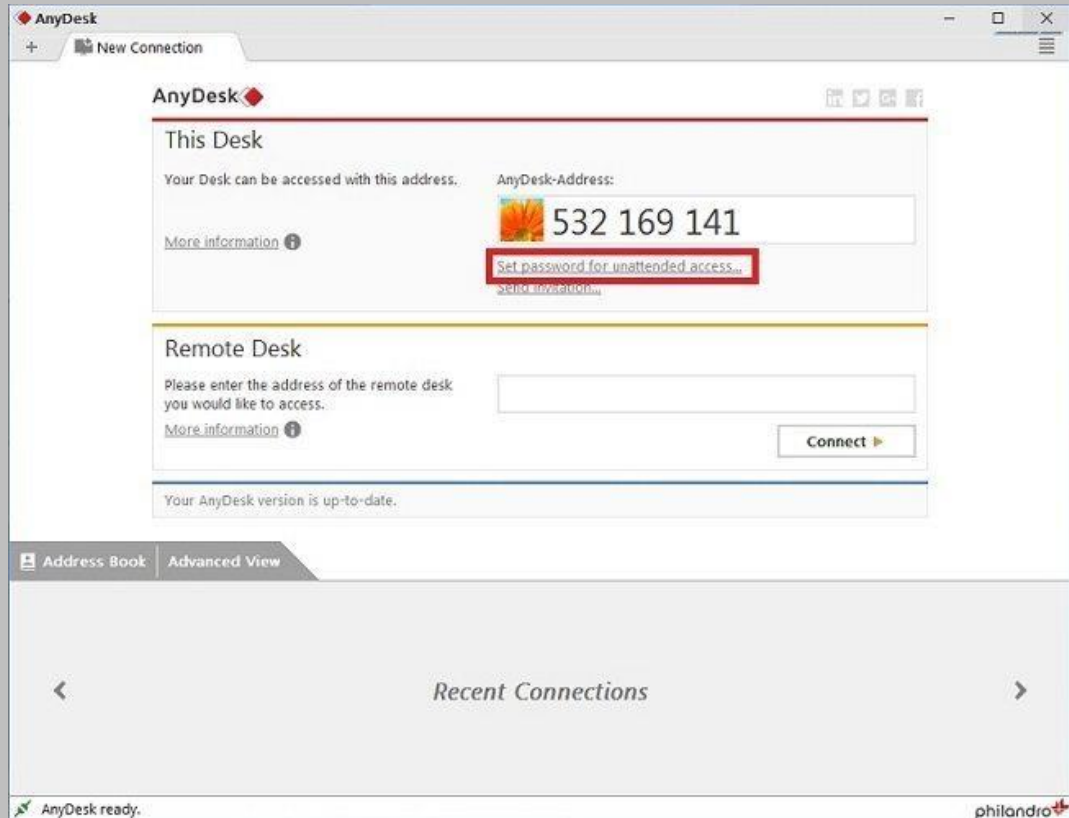 AnyDesk
New Connection
AnyDesk
This Desk
Your Desk can be accessed with this address.
AnyDesk-Address:
532 169 141
More information
Set password for unattended access...
Send invitation...
Remote Desk
Please enter the address of the remote desk
you would like to access.
More information
Connect
Your AnyDesk version is up-to-date.
Address Book
Advanced View
Recent Connections
AnyDesk ready.
philandro